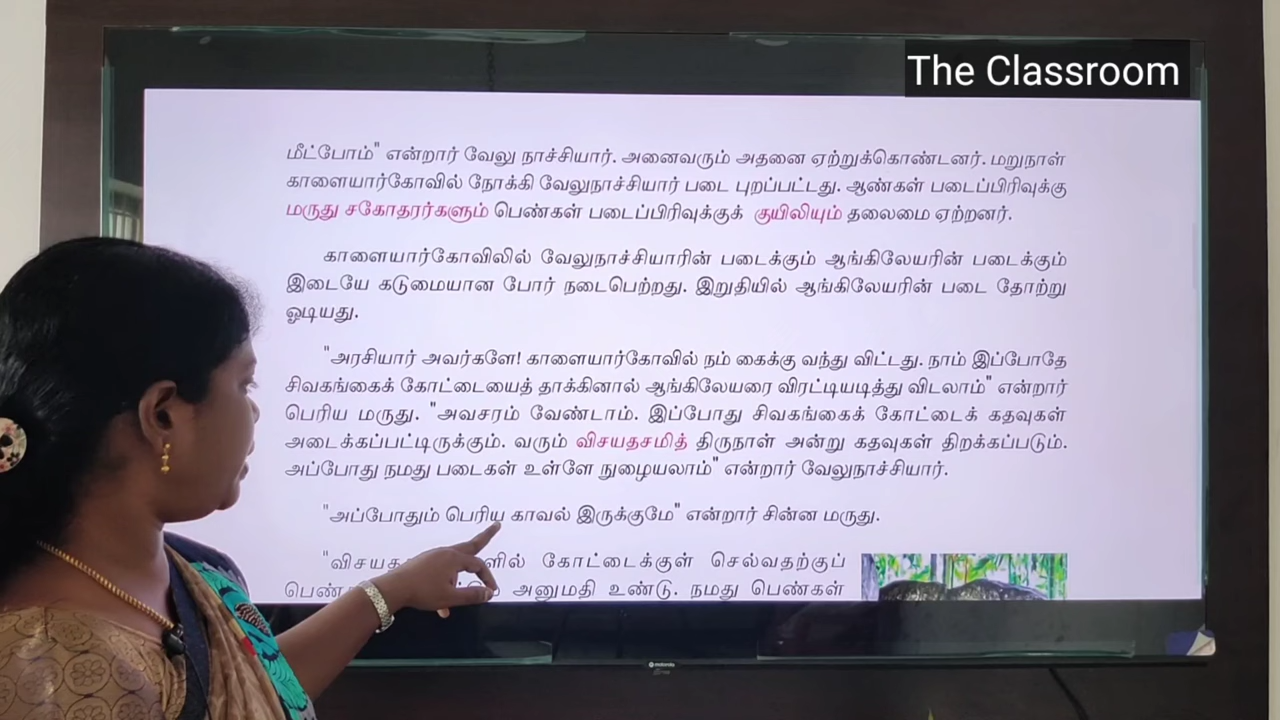 The Classroom
மீட்போம்" என்றார் வேலு நாச்சியார். அனைவரும் அதனை ஏற்றுக்கொண்டனர். மறுநாள்
காளையார்கோவில் நோக்கி வேலுநாச்சியார் படை புறப்பட்டது. ஆண்கள் படைப்பிரிவுக்கு
மருது சகோதரர்களும் பெண்கள் படைப்பிரிவுக்குக் குயிலியும் தலைமை ஏற்றனர்.
காளையார்கோவிலில் வேலுநாச்சியாரின் படைக்கும் ஆங்கிலேயரின் படைக்கும்
இடையே கடுமையான போர் நடைபெற்றது. இறுதியில் ஆங்கிலேயரின் படை தோற்று
ஓடியது.
"அரசியார் அவர்களே! காளையார்கோவில் நம் கைக்கு வந்து விட்டது. நாம் இப்போதே
சிவகங்கைக் கோட்டையைத் தாக்கினால் ஆங்கிலேயரை விரட்டியடித்து விடலாம்" என்றார்
பெரிய மருது. "அவசரம் வேண்டாம். இப்போது சிவகங்கைக் கோட்டைக் கதவுகள்
அடைக்கப்பட்டிருக்கும். வரும் விசயதசமித் திருநாள் அன்று கதவுகள் திறக்கப்படும்.
அப்போது நமது படைகள் உள்ளே நுழையலாம்" என்றார் வேலுநாச்சியார்.
"அப்போதும் பெரிய காவல் இருக்குமே" என்றார் சின்ன மருது.
கோட்டைக்குள் செல்வதற்குப்
அனுமதி உண்டு. நமது பெண்கள்
motorola